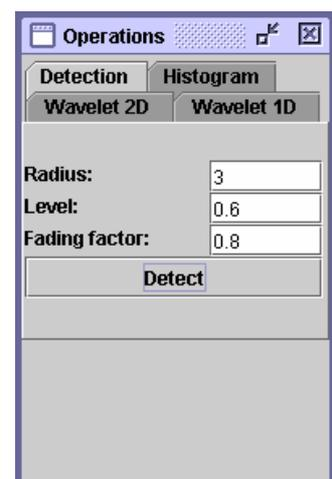 Operations
Detection Histogram
Wavelet 2D Wavelet 1D
Radius: 3
Level: 0.6
Fading factor: 0.8
Detect